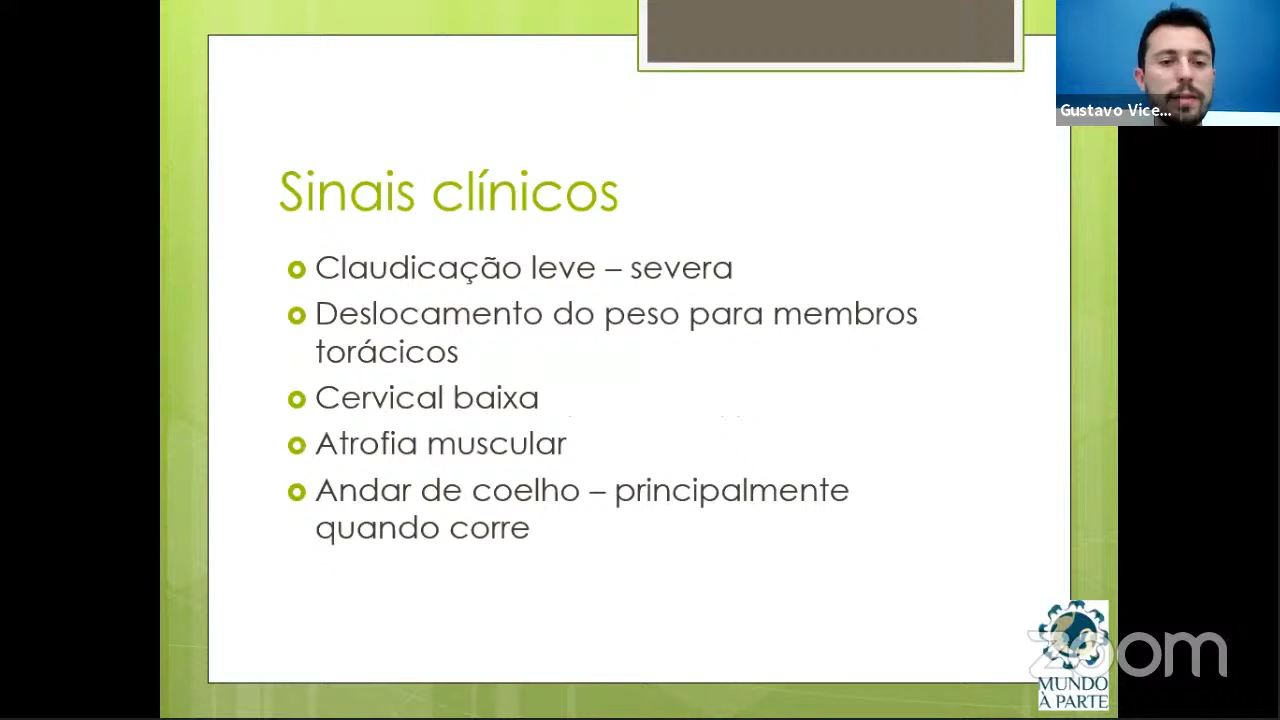 Gustavo Vice...
Sinais clínicos
Claudicação leve – severa
Deslocamento do peso para membros
torácicos
Cervical baixa
Atrofia muscular
Andar de coelho – principalmente
quando corre
zoom
MUNDO
À PARTE